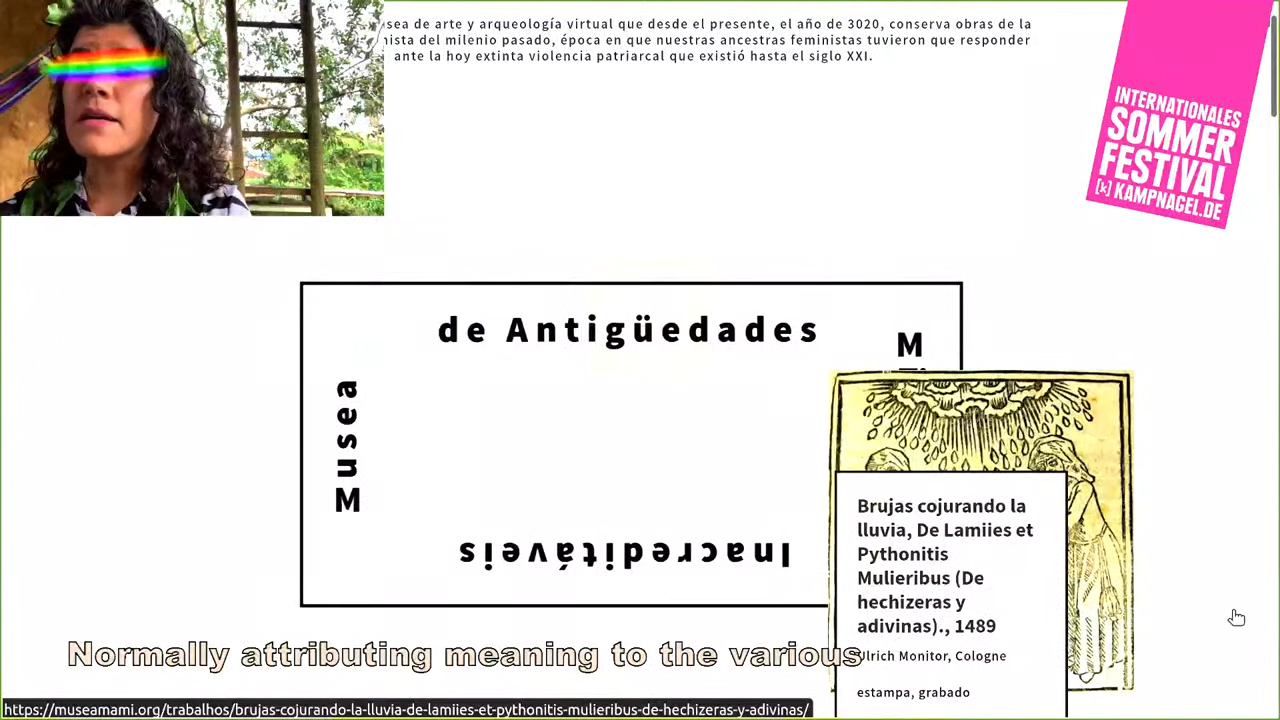 sea de arte y arqueología virtual que desde el presente, el año de 3020, conserva obras de la
ista del milenio pasado, época en que nuestras ancestras feministas tuvieron que responder
ante la hoy extinta violencia patriarcal que existió hasta el siglo XXI.
INTERNATIONALES
SOMMER
FESTIVAL
[k] KAMPNAGEL.DE
de Antigüedades
M
Musea
Inacreditáveis
Brujas cojurando la
lluvia, De Lamiies et
Pythonitis
Mulieribus (De
hechizeras y
adivinas)., 1489
Ulrich Monitor, Cologne
estampa, grabado
Normally attributing meaning to the various
https://museamami.org/trabalhos/brujas-cojurando-la-lluvia-de-lamiies-et-pythonitis-mulieribus-de-hechizeras-y-adivinas/